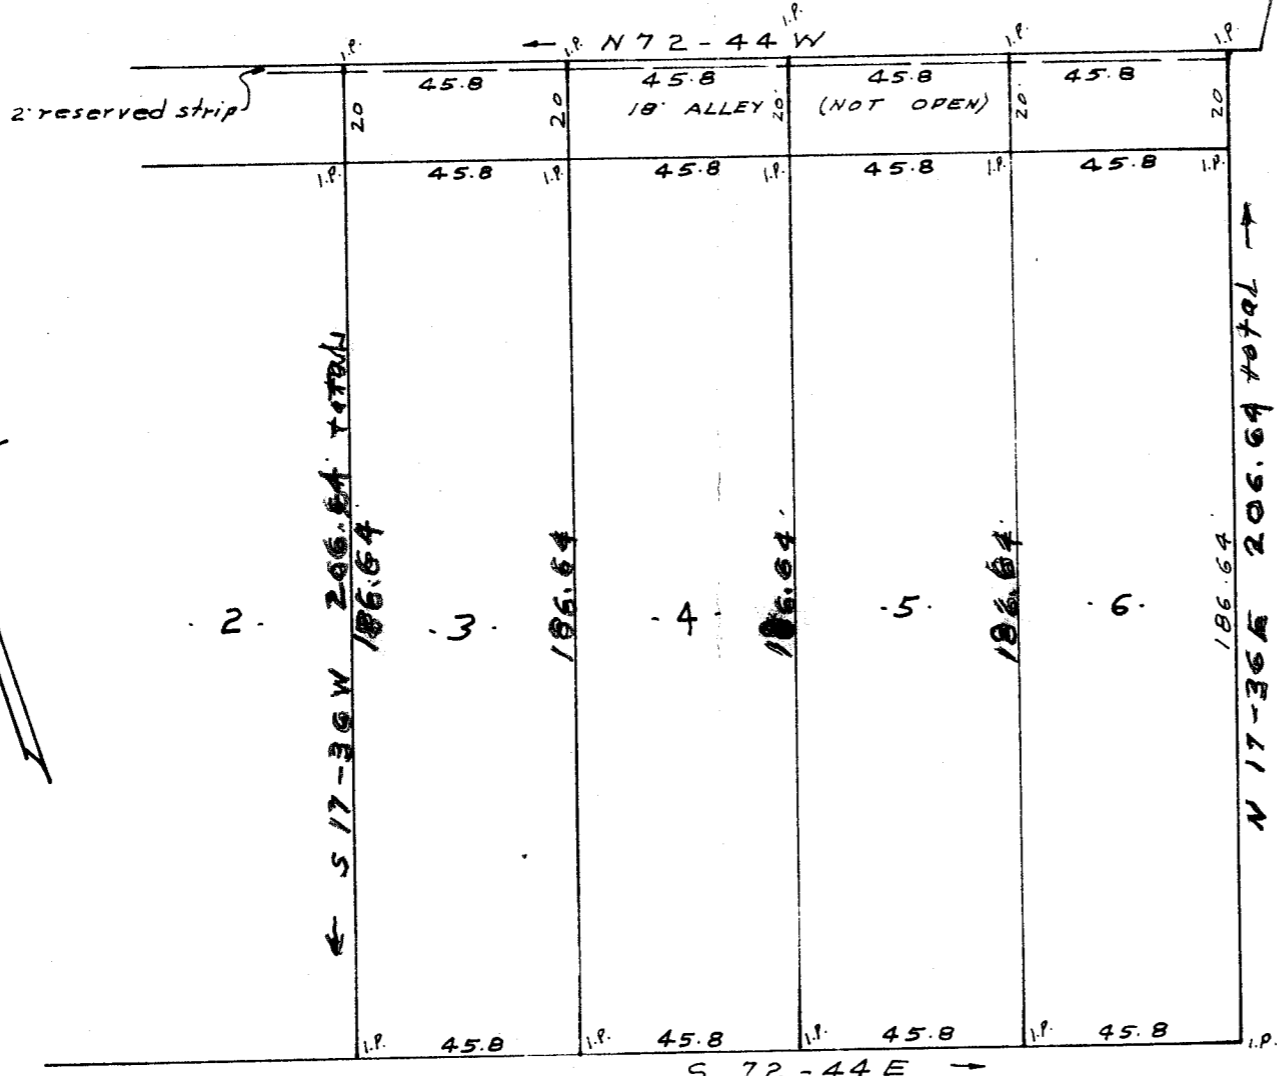 I.P.
← N 72-44 W
I.P. I.P. I.P. I.P.
45.8 45.8 45.8 45.8
2' reserved strip
20 20 18' ALLEY 20' (NOT OPEN) 20' 20
I.P. 45.8 I.P. 45.8 I.P. 45.8 I.P. 45.8 I.P.
← S 17-36 W 206.64 total
186.64 186.64 186.64' 186.64' 186.64'
N 17-36 E 206.64 total →
·2· ·3· ·4· ·5· ·6·
I.P. 45.8 I.P. 45.8 I.P. 45.8 I.P. 45.8 I.P.
S 72-44 E →